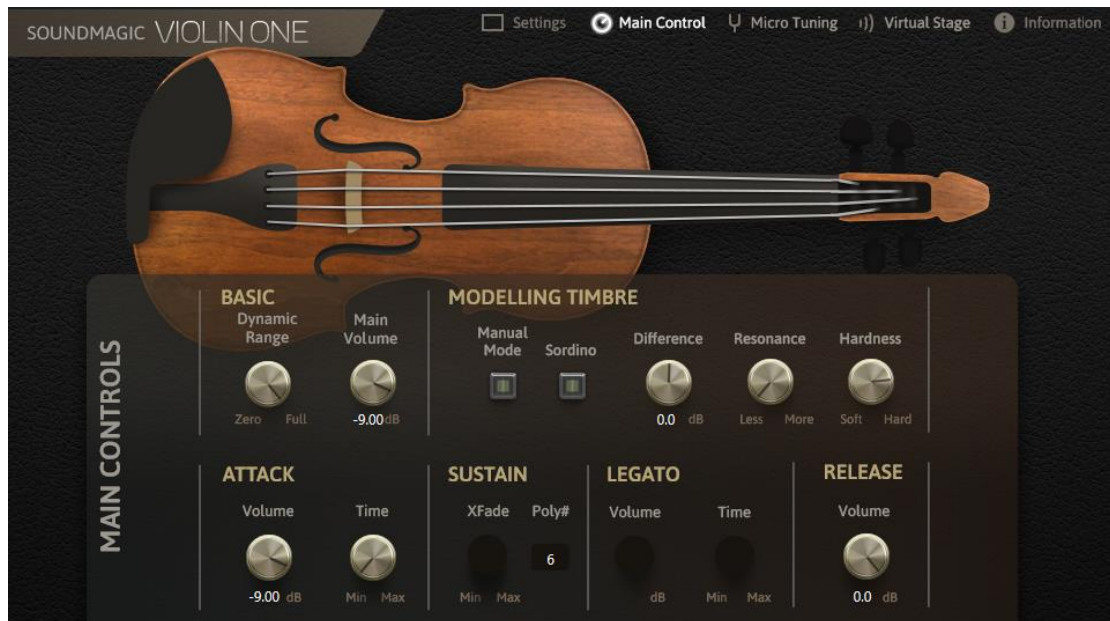 SOUNDMAGIC VIOLIN ONE
Settings Main Control Micro Tuning Virtual Stage Information
MAIN CONTROLS
BASIC
Dynamic Range
Main Volume
Zero Full
-9.00dB
MODELLING TIMBRE
Manual Mode
Sordino
Difference
Resonance
Hardness
0.0 dB
Less More
Soft Hard
ATTACK
Volume
Time
-9.00 dB
Min Max
SUSTAIN
XFade
Poly#
6
Min Max
LEGATO
Volume
Time
dB
Min Max
RELEASE
Volume
0.0 dB